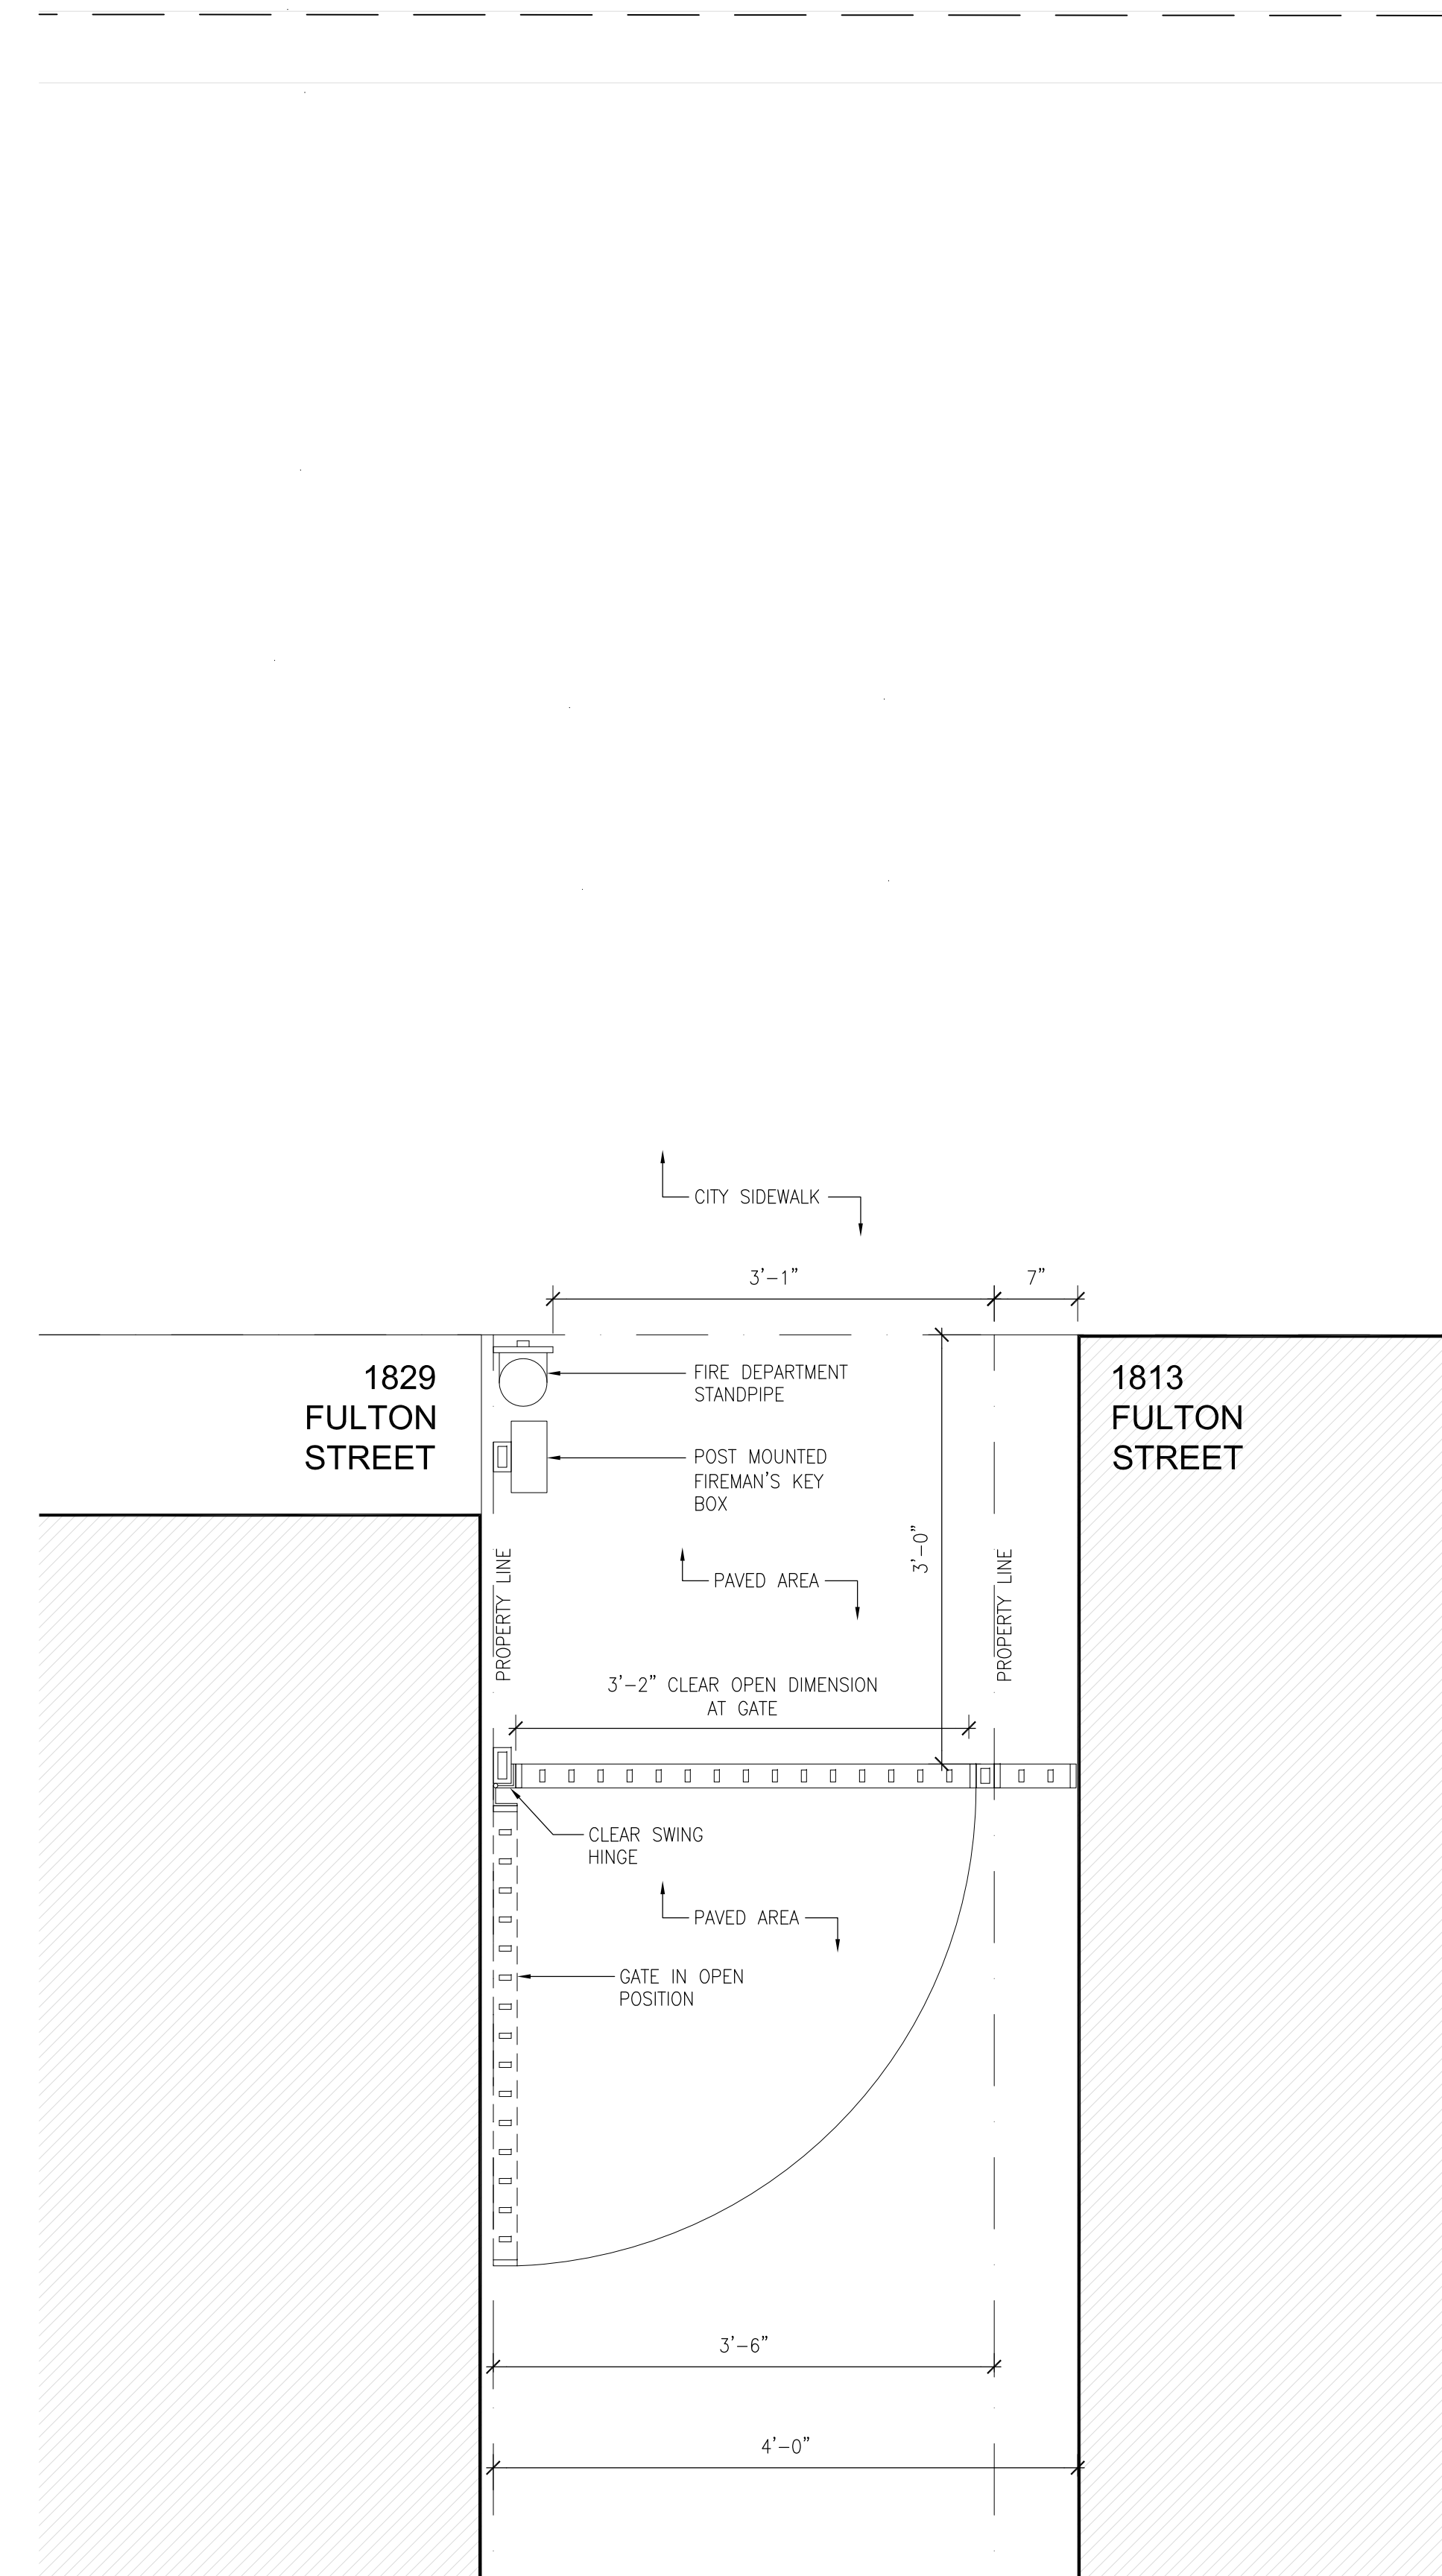 CITY SIDEWALK
3'-1"
7"
1829
FULTON
STREET
FIRE DEPARTMENT
STANDPIPE
1813
FULTON
STREET
POST MOUNTED
FIREMAN'S KEY
BOX
3'-0"
PROPERTY LINE
PAVED AREA
PROPERTY LINE
3'-2" CLEAR OPEN DIMENSION
AT GATE
CLEAR SWING
HINGE
PAVED AREA
GATE IN OPEN
POSITION
3'-6"
4'-0"